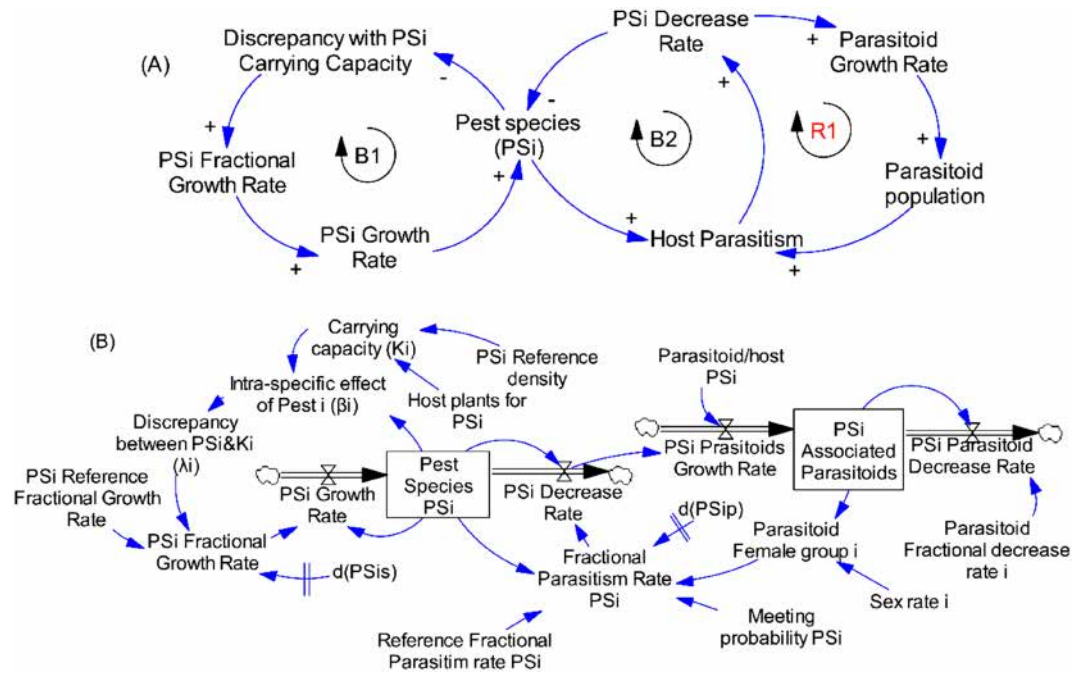 (A)
Discrepancy with PSi
Carrying Capacity
-
+
PSi Fractional
Growth Rate
B1
+
PSi Growth
Rate
+
Pest species
(PSi)
-
PSi Decrease
Rate
+
Parasitoid
Growth Rate
+
B2
R1
+
Parasitoid
population
+
Host Parasitism
+
(B)
Carrying
capacity (Ki)
PSi Reference
density
Intra-specific effect
of Pest i (βi)
Host plants for
PSi
Discrepancy
between PSi&Ki
(λi)
PSi Reference
Fractional Growth
Rate
PSi Growth
Rate
Pest
Species
PSi
PSi Decrease
Rate
Parasitoid/host
PSi
PSi Prasitoids
Growth Rate
PSi
Associated
Parasitoids
PSi Parasitoid
Decrease Rate
PSi Fractional
Growth Rate
d(PSis)
d(PSip)
Fractional
Parasitism Rate
PSi
Parasitoid
Female group i
Parasitoid
Fractional decrease
rate i
Sex rate i
Meeting
probability PSi
Reference Fractional
Parasitim rate PSi